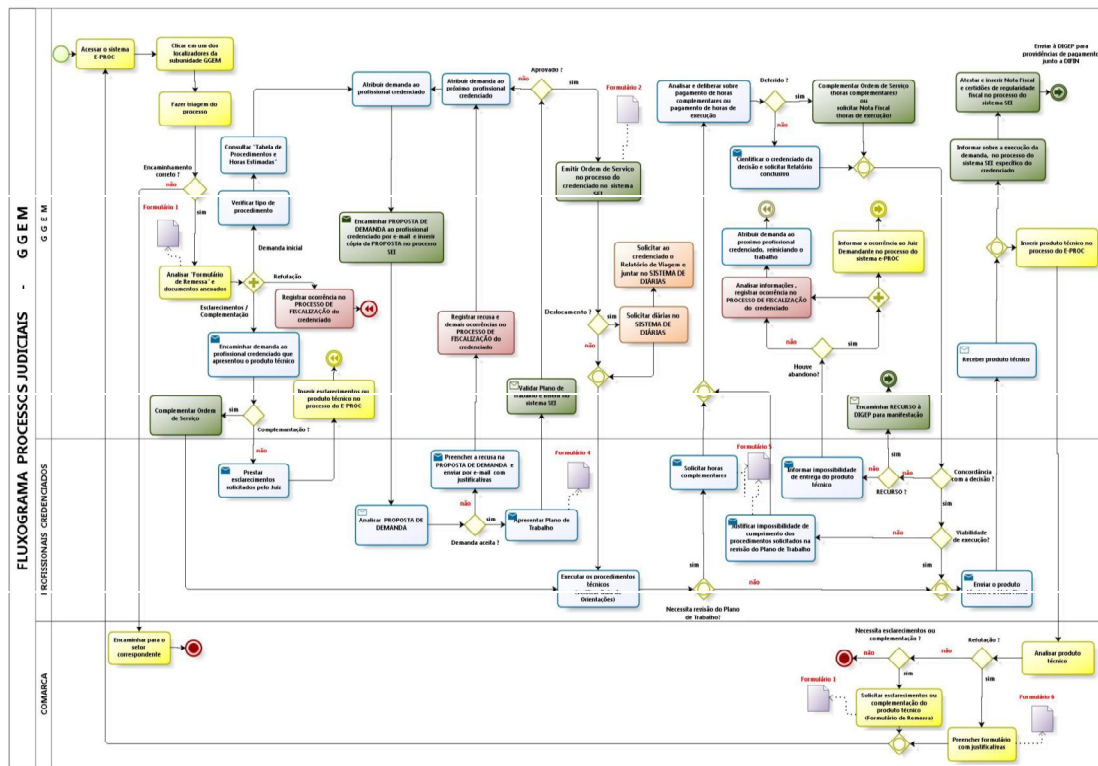 FLUXOGRAMA PROCESSCS JUDICIAIS - GGEM
G G E M
Acessar o sistema
E-PROC
Clicar em um dos
localizadores da
subunidade GGEM
Fazer triagem do
processo
Encaminhamento
correto ?
não
sim
Formulário 1
Analisar "Formulário
de Remessa" e
documentos anexados
Consultar "Tabela de
Procedimentos e
Horas Estimadas"
Verificar tipo de
procedimento
Demanda inicial
Refutação
Esclarecimentos /
Complementação
Registrar ocorrência no
PROCESSO DE
FISCALIZAÇÃO do
credenciado
Encaminhar demanda ao
profissional credenciado que
apresentou o produto técnico
Complementar Ordem
de Serviço
sim
Complementação ?
não
Inserir esclarecimentos ou
produto técnico no
processo do E-PROC
Atribuir demanda ao
profissional credenciado
Atribuir demanda ao
próximo profissional
credenciado
não
Aprovado ?
sim
Formulário 2
Encaminhar PROPOSTA DE
DEMANDA ao profissional
credenciado por e-mail e inserir
cópia da PROPOSTA no processo
SEI
Emitir Ordem de Serviço
no processo do
credenciado no sistema
SEI
Registrar recusa e
demais ocorrências no
PROCESSO DE
FISCALIZAÇÃO do
credenciado
Solicitar ao
credenciado o
Relatório de Viagem e
juntar no SISTEMA DE
DIÁRIAS
Deslocamento ?
sim
não
Solicitar diárias no
SISTEMA DE
DIÁRIAS
Validar Plano de
Trabalho e inserir no
sistema SEI
Analisar e deliberar sobre
pagamento de horas
complementares ou
pagamento de horas de
execução
Deferido ?
sim
não
Complementar Ordem de Serviço
(horas complementares)
ou
solicitar Nota Fiscal
(horas de execução)
Cientificar o credenciado da
decisão e solicitar Relatório
conclusivo
Enviar à DIGEP para
providências de pagamento
junto a DIFIN
Atestar e inserir Nota Fiscal
e certidões de regularidade
fiscal no processo do
sistema SEI
Informar sobre a execução da
demanda, no processo do
sistema SEI específico do
credenciado
Inserir produto técnico no
processo do E-PROC
Receber produto técnico
Atribuir demanda ao
próximo profissional
credenciado, reiniciando o
trabalho
Informar a ocorrência ao Juiz
Demandante no processo do
sistema e-PROC
Analisar informações,
registrar ocorrência no
PROCESSO DE FISCALIZAÇÃO do
credenciado
não
sim
Houve
abandono?
Encaminhar RECURSO à
DIGEP para manifestação
PROFISSIONAIS CREDENCIADOS
Prestar
esclarecimentos
solicitados pelo Juiz
Analizar PROPOSTA DE
DEMANDA
Preencher a recusa na
PROPOSTA DE DEMANDA e
enviar por e-mail com
justificativas
não
sim
Demanda aceita ?
Formulário 4
Apresentar Plano de
Trabalho
Executar os procedimentos
técnicos
Orientações)
Solicitar horas
complementares
Formulário 5
Justificar impossibilidade de
cumprimento dos
procedimentos solicitados na
revisão do Plano de Trabalho
Informar impossibilidade
de entrega do produto
técnico
sim
não
RECURSO ?
não
Concordância
com a decisão ?
sim
não
Viabilidade
de execução?
sim
sim
não
Necessita revisão do Plano
de Trabalho?
Enviar o produto
COMARCA
Encaminhar para o
setor
correspondente
Necessita esclarecimentos ou
complementação ?
não
sim
Refutação ?
não
sim
Analisar produto
técnico
Formulário 1
Solicitar esclarecimentos ou
complementação do
produto técnico
(Formulário de Remessa)
Formulário 6
Preencher formulário
com justificativas